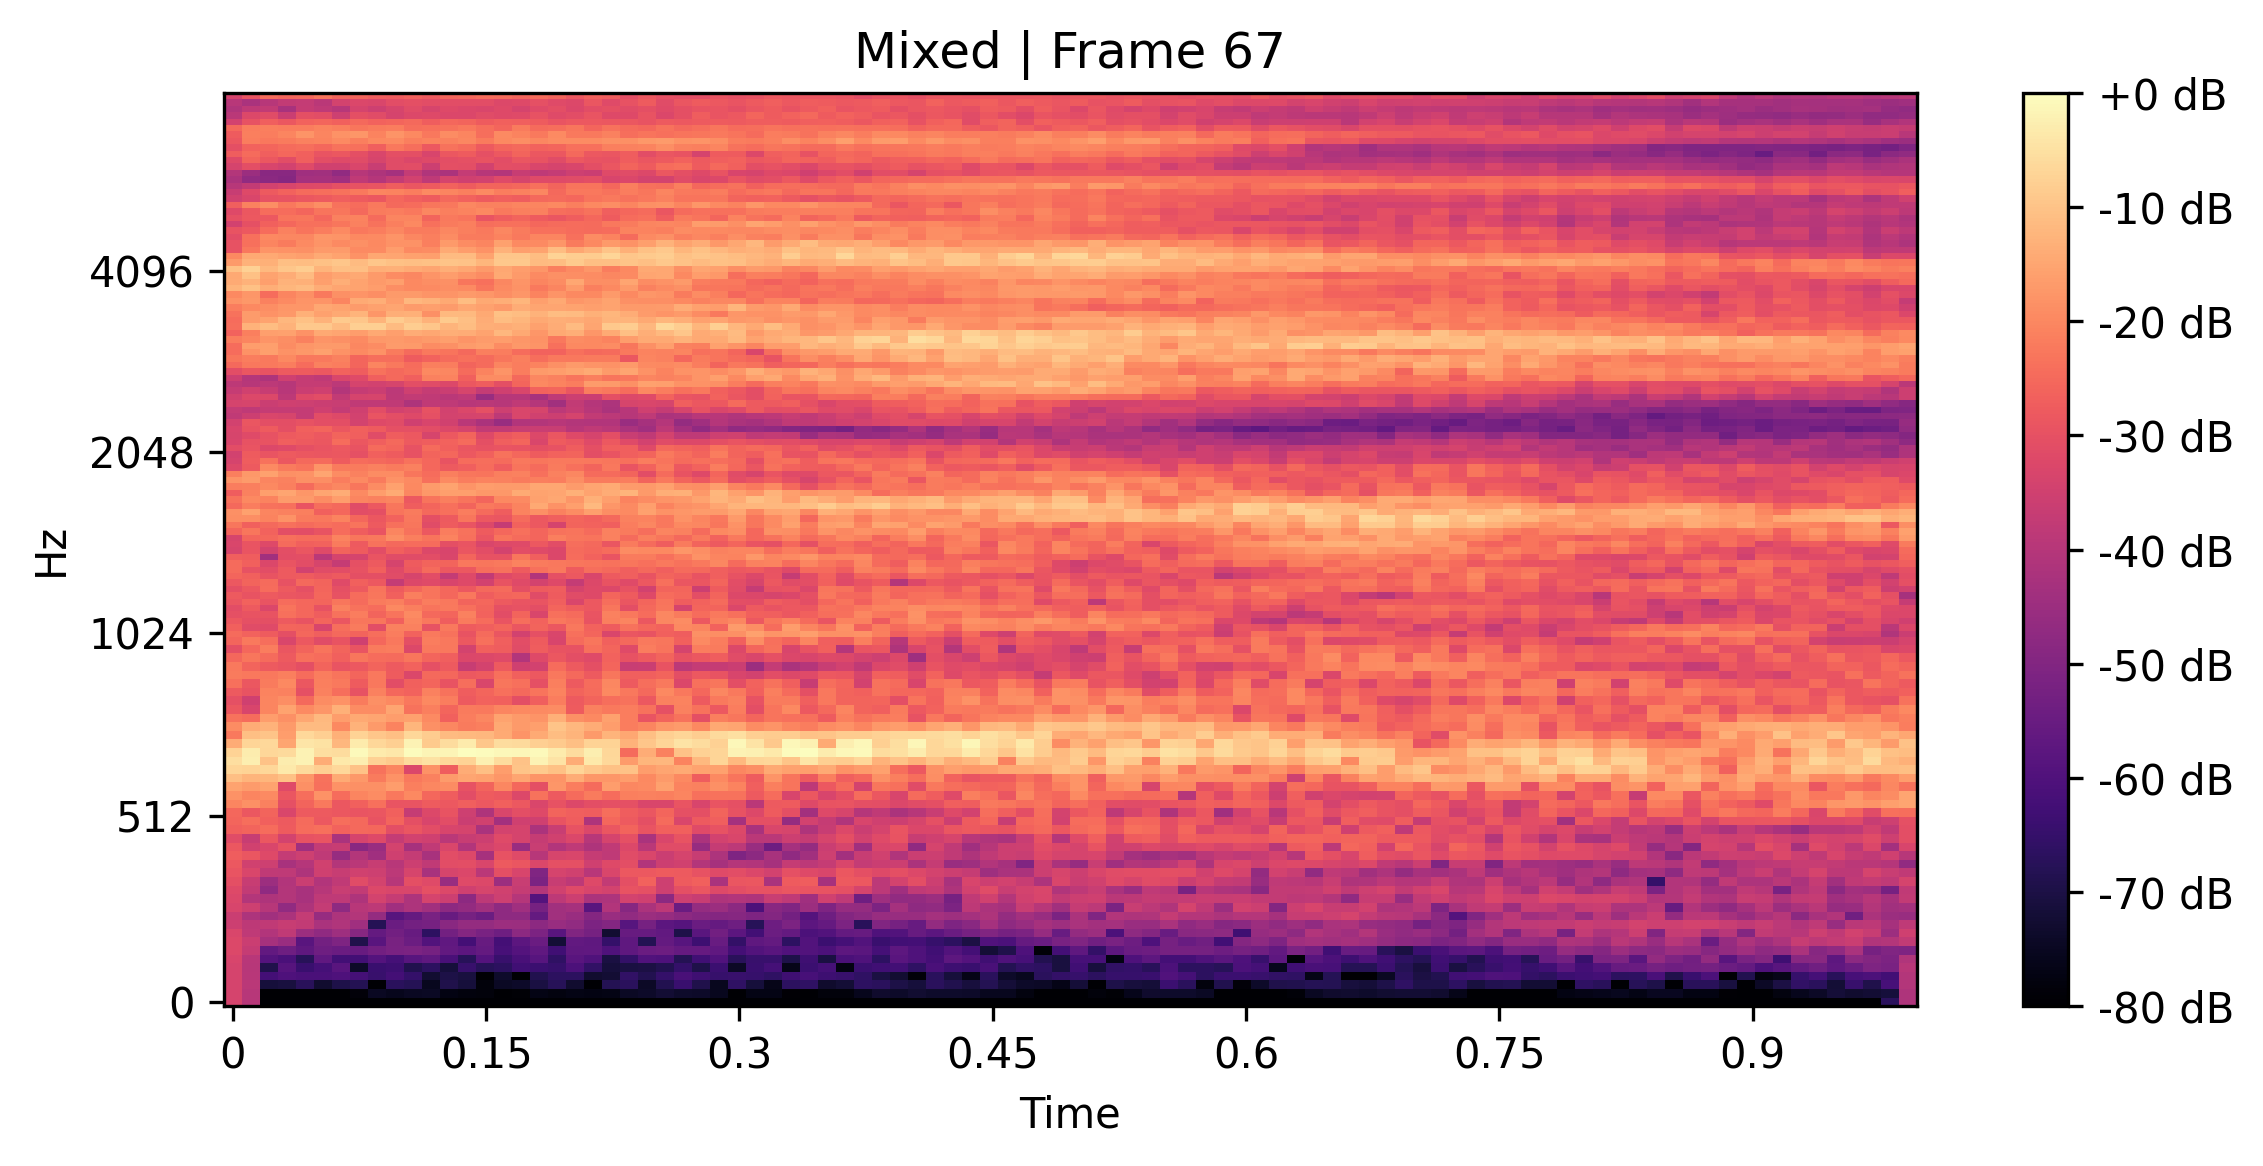 Mixed | Frame 67
Hz
4096
2048
1024
512
0
0 0.15 0.3 0.45 0.6 0.75 0.9
Time
+0 dB
-10 dB
-20 dB
-30 dB
-40 dB
-50 dB
-60 dB
-70 dB
-80 dB